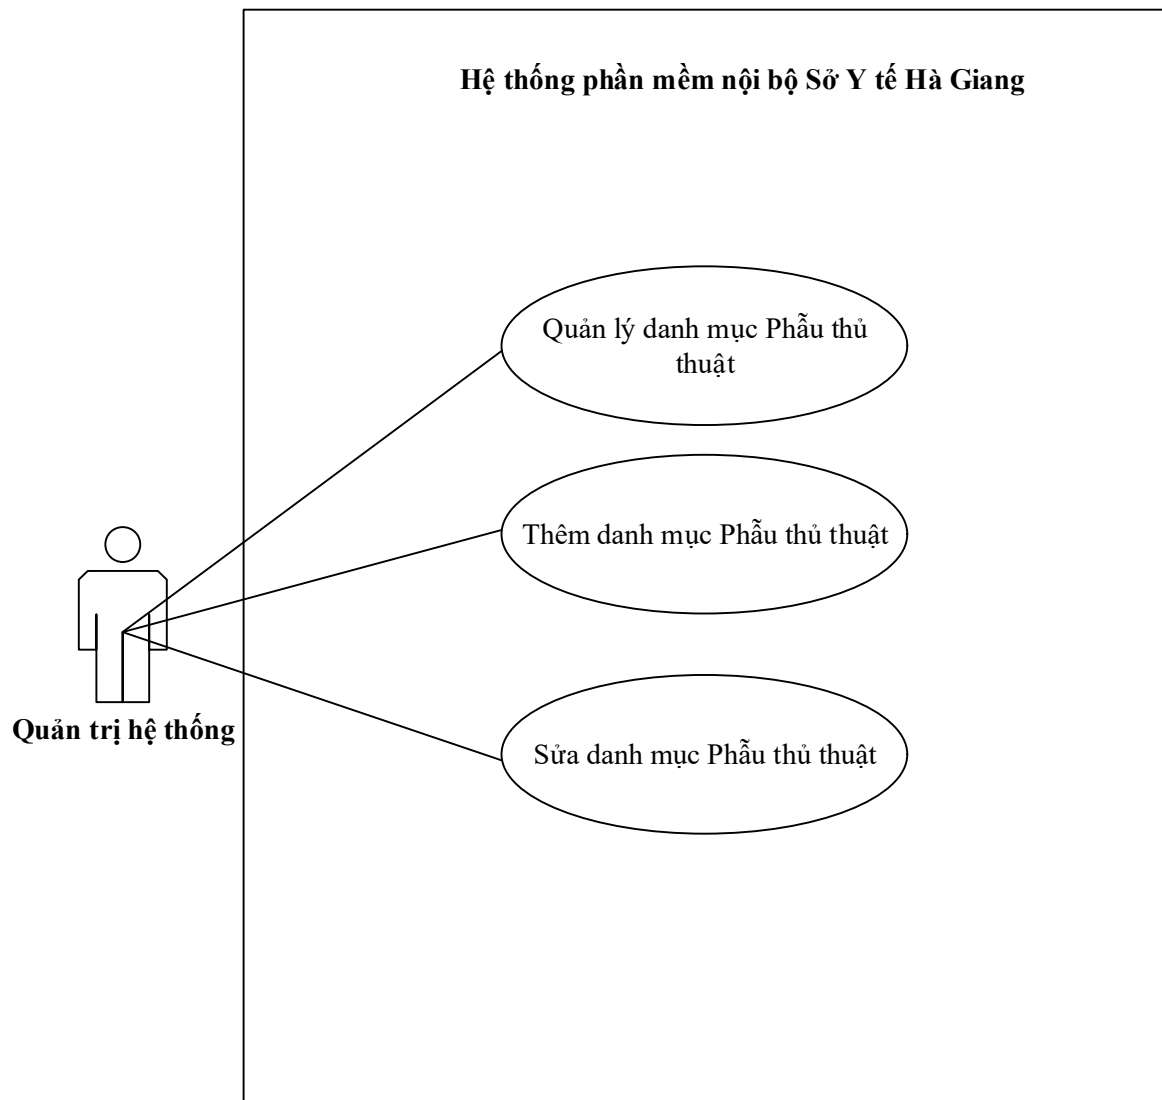 Hệ thống phần mềm nội bộ Sở Y tế Hà Giang
Quản lý danh mục Phẫu thủ
thuật
Thêm danh mục Phẫu thủ thuật
Quản trị hệ thống
Sửa danh mục Phẫu thủ thuật